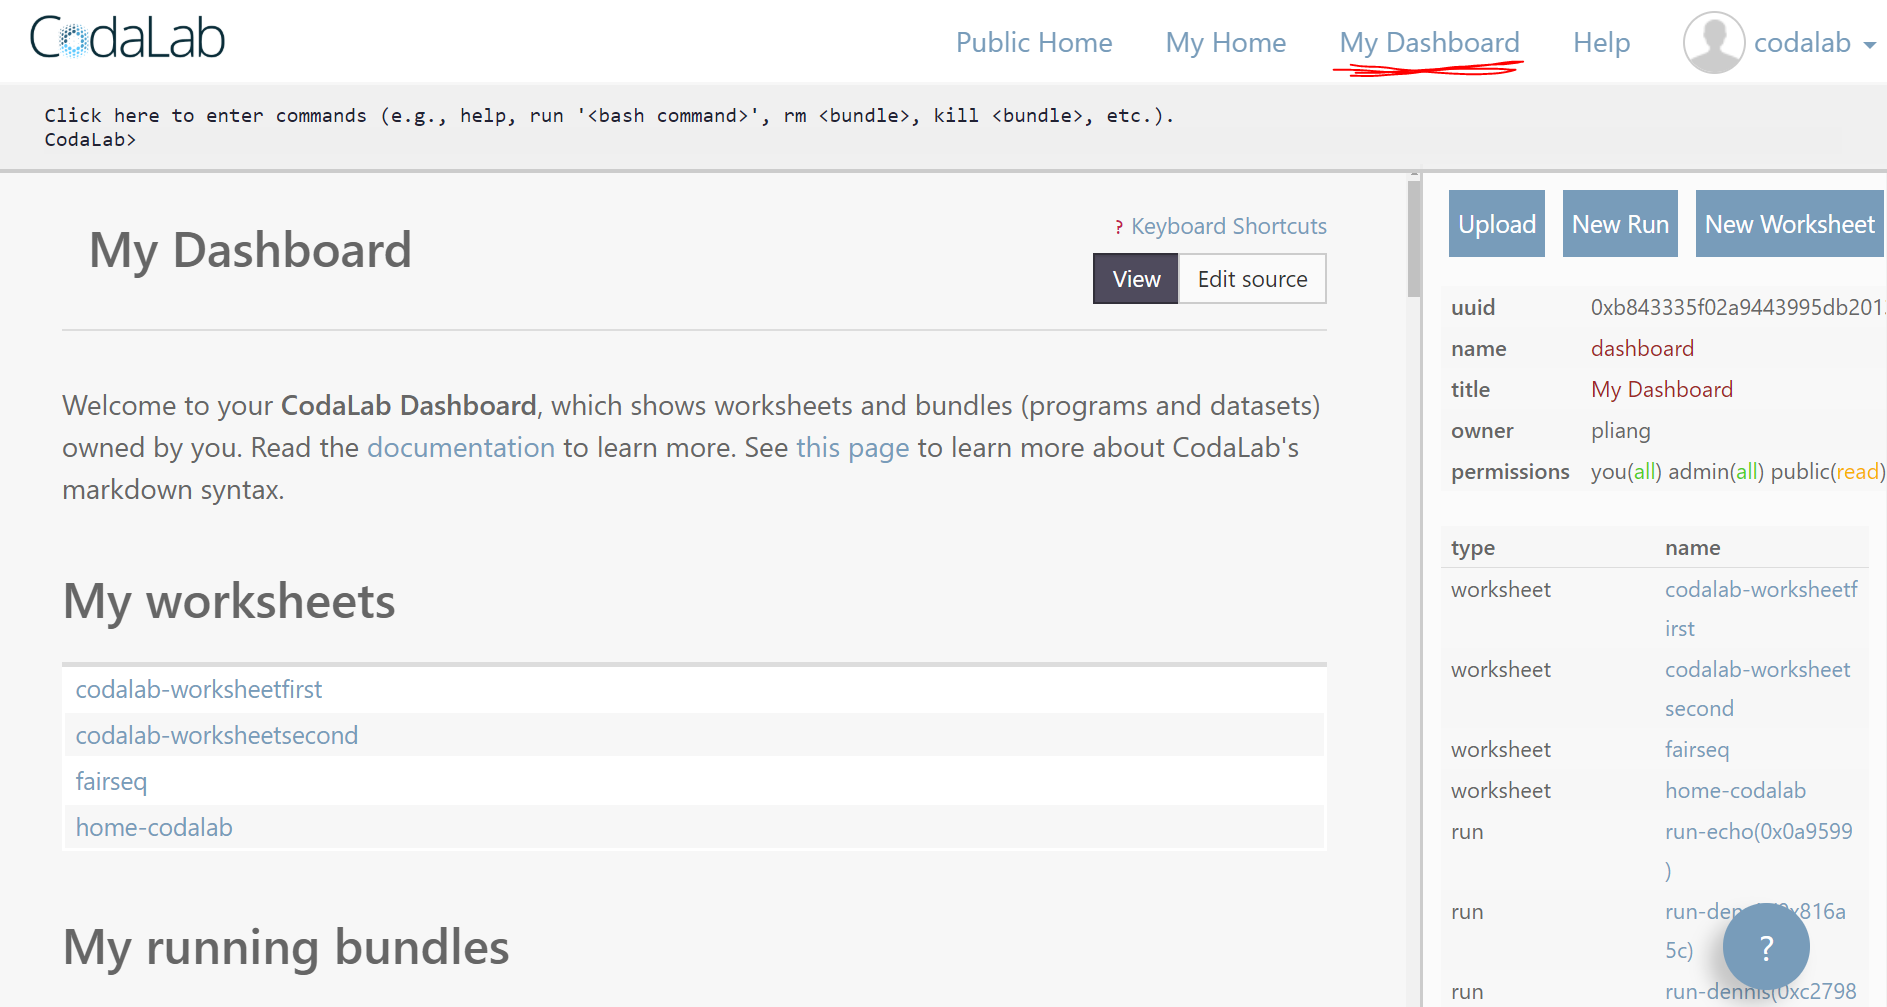 CodaLab
Public Home My Home My Dashboard Help codalab
Click here to enter commands (e.g., help, run '<bash command>', rm <bundle>, kill <bundle>, etc.).
CodaLab>
My Dashboard
? Keyboard Shortcuts
View Edit source
Welcome to your CodaLab Dashboard, which shows worksheets and bundles (programs and datasets)
owned by you. Read the documentation to learn more. See this page to learn more about CodaLab's
markdown syntax.
My worksheets
codalab-worksheetfirst
codalab-worksheetsecond
fairseq
home-codalab
My running bundles
Upload New Run New Worksheet
uuid 0xb843335f02a9443995db201
name dashboard
title My Dashboard
owner pliang
permissions you(all) admin(all) public(read)
type name
worksheet codalab-worksheetf
irst
worksheet codalab-worksheet
second
worksheet fairseq
worksheet home-codalab
run run-echo(0x0a9599
)
run x816a
5c)
?
run run-dennis(0xc2798